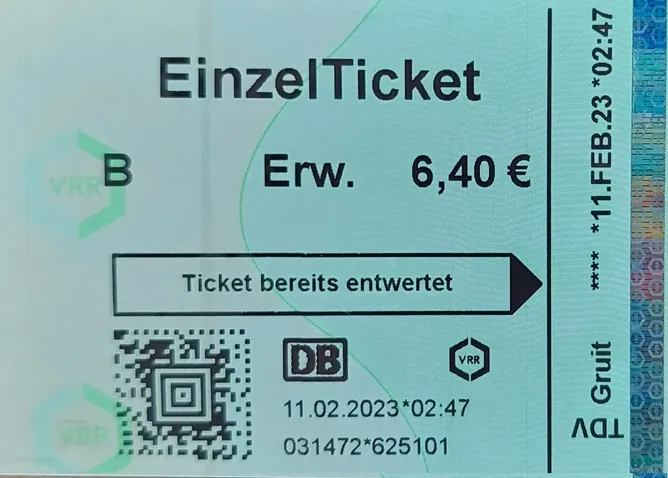 EinzelTicket
B Erw. 6,40 €
Ticket bereits entwertet
DB VRR
11.02.2023*02:47
031472*625101
Gruit **** *11.FEB.23 *02:47
VRR
VRR